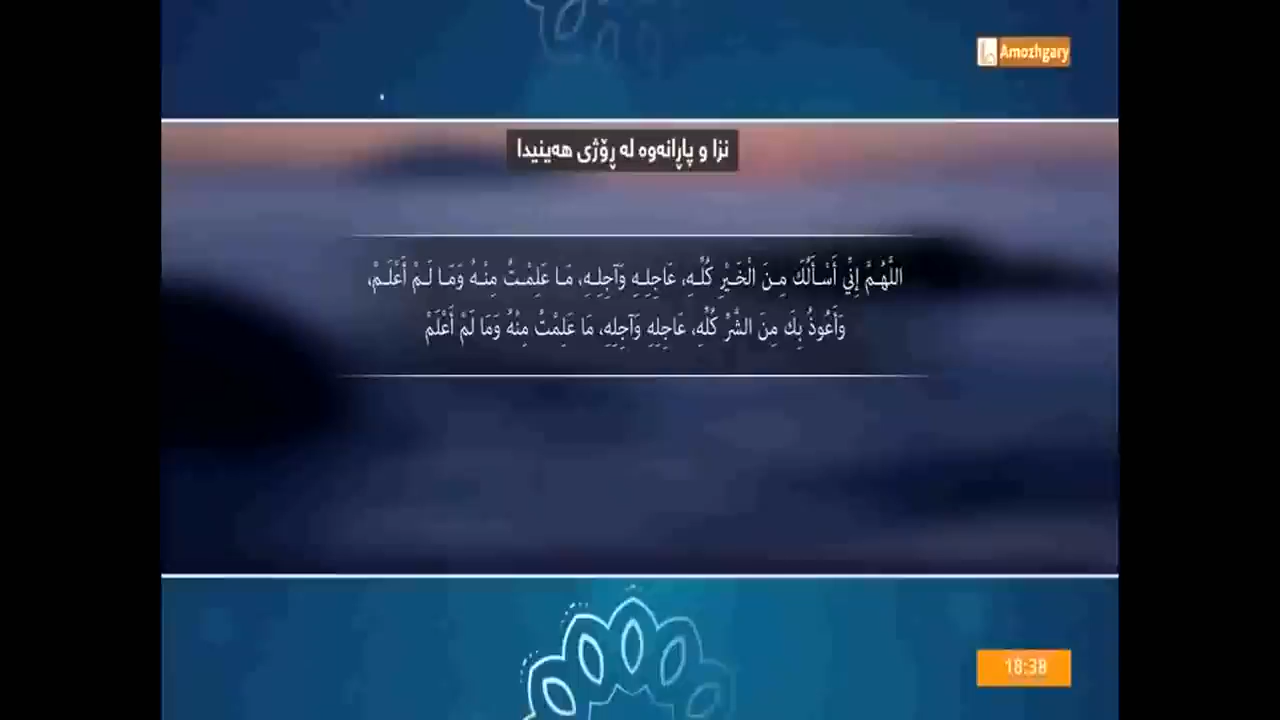 Amozhgary
نزا و پاڕانەوە لە ڕۆژی هەینیدا
اللَّهُمَّ إِنِّي أَسْأَلُكَ مِنَ الْخَيْرِ كُلِّهِ، عَاجِلِهِ وَآجِلِهِ، مَا عَلِمْتُ مِنْهُ وَمَا لَمْ أَعْلَمْ،
وَأَعُوذُ بِكَ مِنَ الشَّرِّ كُلِّهِ، عَاجِلِهِ وَآجِلِهِ، مَا عَلِمْتُ مِنْهُ وَمَا لَمْ أَعْلَمْ
18:38